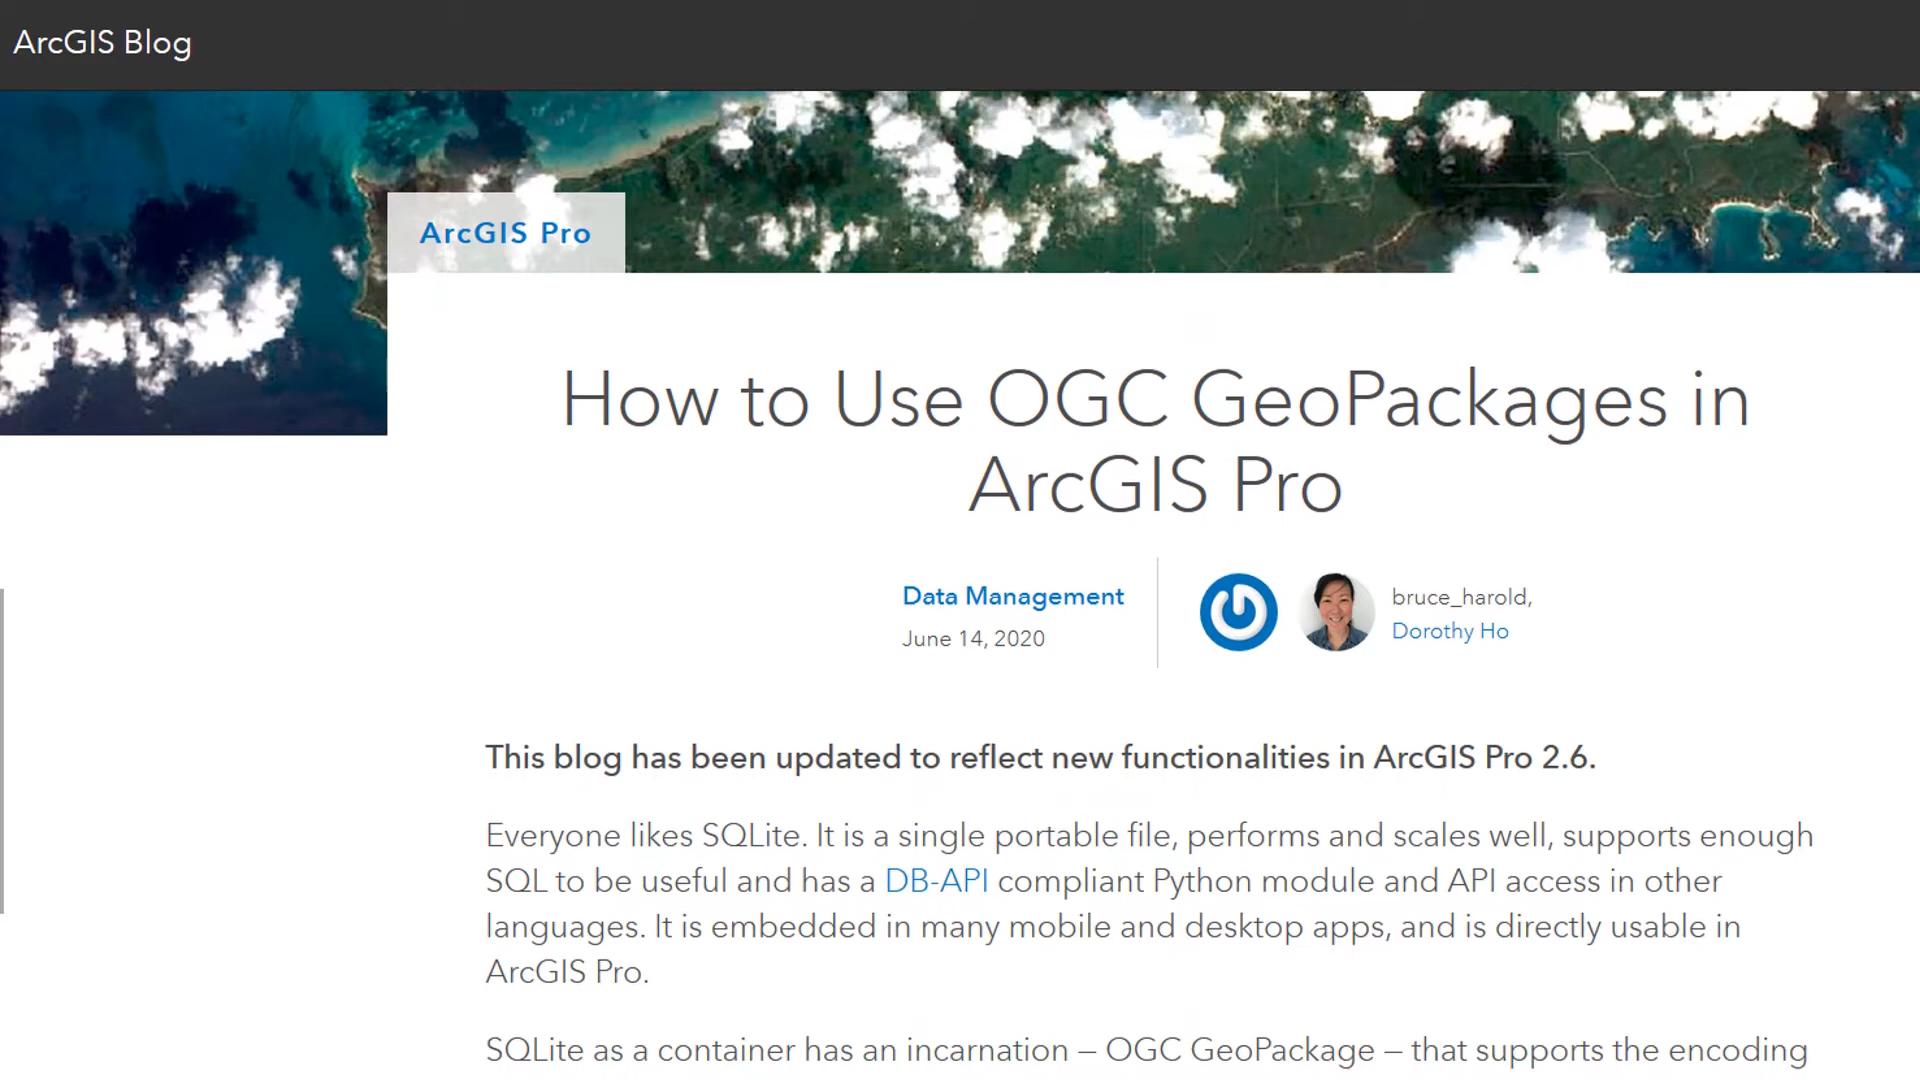 ArcGIS Blog
ArcGIS Pro
How to Use OGC GeoPackages in
ArcGIS Pro
Data Management
June 14, 2020
bruce_harold,
Dorothy Ho
This blog has been updated to reflect new functionalities in ArcGIS Pro 2.6.
Everyone likes SQLite. It is a single portable file, performs and scales well, supports enough
SQL to be useful and has a DB-API compliant Python module and API access in other
languages. It is embedded in many mobile and desktop apps, and is directly usable in
ArcGIS Pro.
SQLite as a container has an incarnation – OGC GeoPackage – that supports the encoding